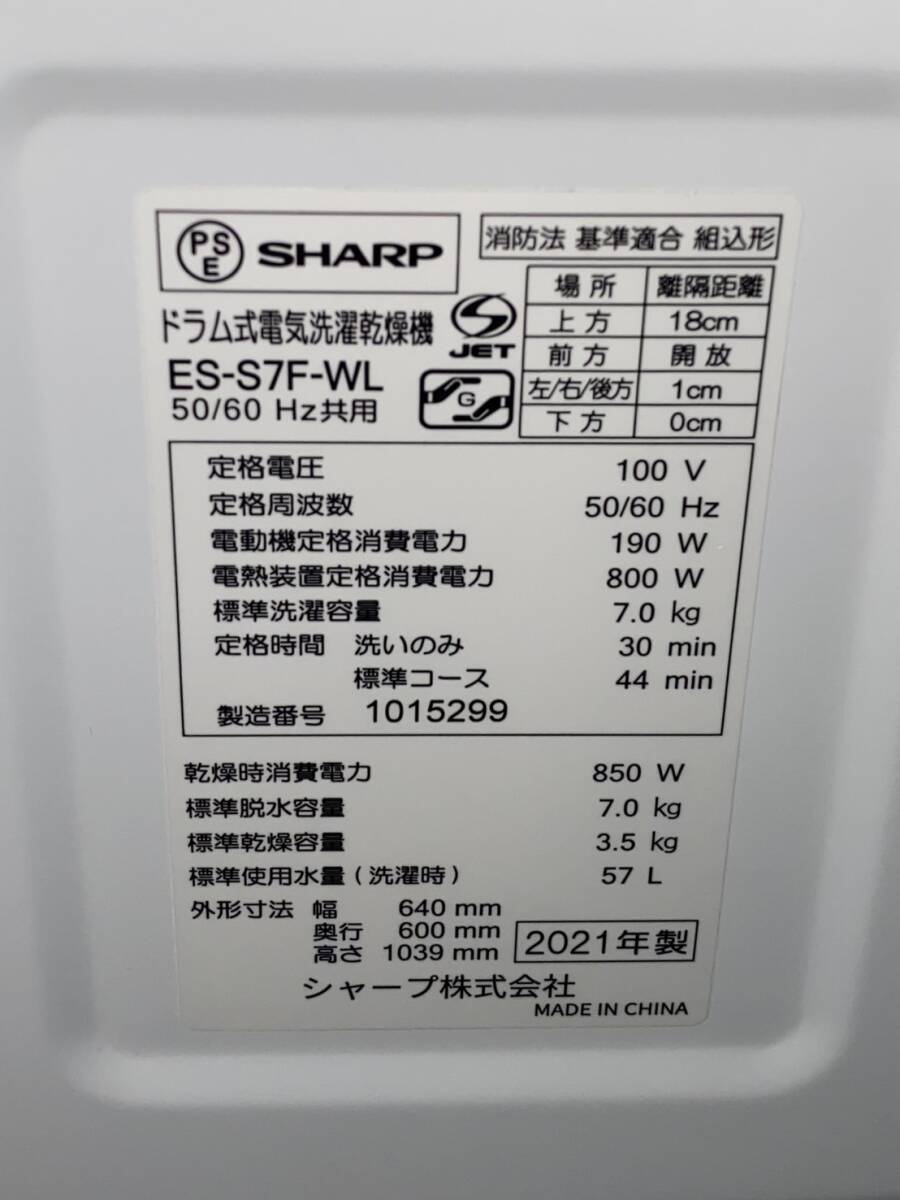 PSE SHARP
ドラム式電気洗濯乾燥機
ES-S7F-WL
50/60 Hz共用
JET
G
消防法 基準適合 組込形
場所 離隔距離
上方 18cm
前方 開放
左/右/後方 1cm
下方 0cm
定格電圧 100 V
定格周波数 50/60 Hz
電動機定格消費電力 190 W
電熱装置定格消費電力 800 W
標準洗濯容量 7.0 kg
定格時間 洗いのみ 30 min
標準コース 44 min
製造番号 1015299
乾燥時消費電力 850 W
標準脱水容量 7.0 kg
標準乾燥容量 3.5 kg
標準使用水量(洗濯時) 57 L
外形寸法 幅 640 mm
奥行 600 mm
高さ 1039 mm
2021年製
シャープ株式会社
MADE IN CHINA